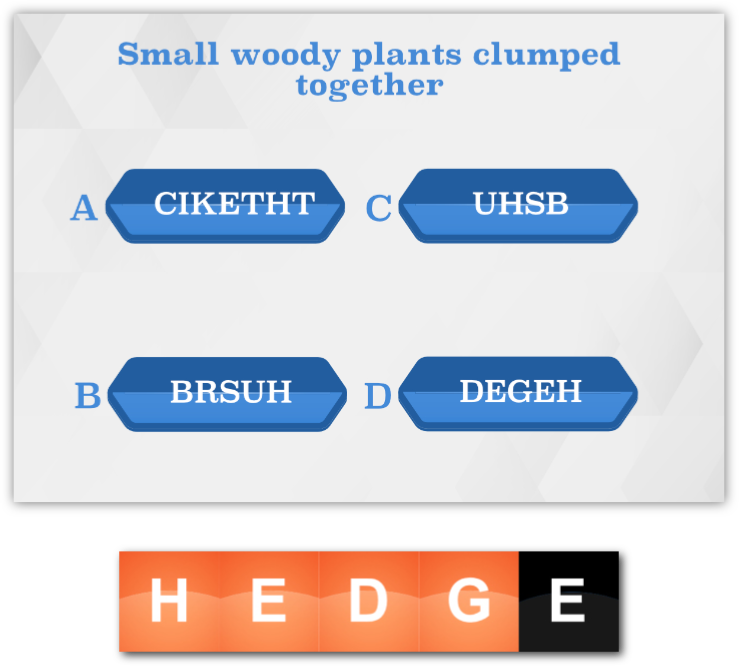 Small woody plants clumped
together
A CIKETHT C UHSB
B BRSUH D DEGEH
H E D G E